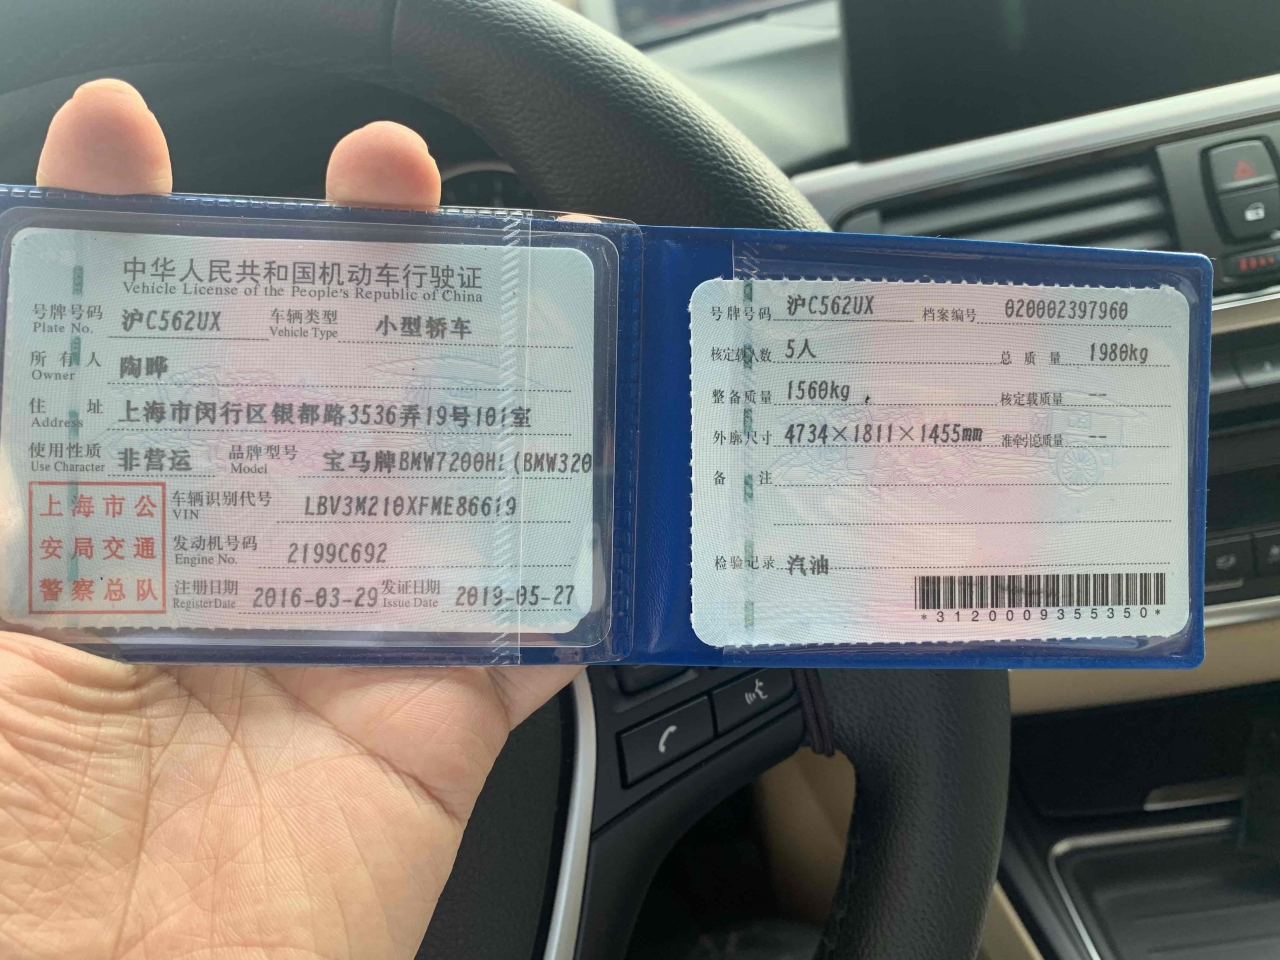 中华人民共和国机动车行驶证
Vehicle License of the People's Republic of China
号牌号码 沪C562UX 车辆类型 小型轿车
Plate No. Vehicle Type
所有人 陶晔
Owner
住址 上海市闵行区银都路3536弄19号101室
Address
使用性质 非营运 品牌型号 宝马牌BMW7200HL(BMW320
Use Character Model
上海市公
安局交通
警察总队
车辆识别代号 LBV3M210XFME86619
VIN
发动机号码 2199C692
Engine No.
注册日期 2016-03-29 发证日期 2019-05-27
Register Date Issue Date
号牌号码 沪C562UX 档案编号 020002397960
核定载人数 5人 总质量 1980kg
整备质量 1560kg 核定载质量 --
外廓尺寸 4734×1811×1455mm 准牵引总质量 --
备注
检验记录 汽油
*3120009355350*